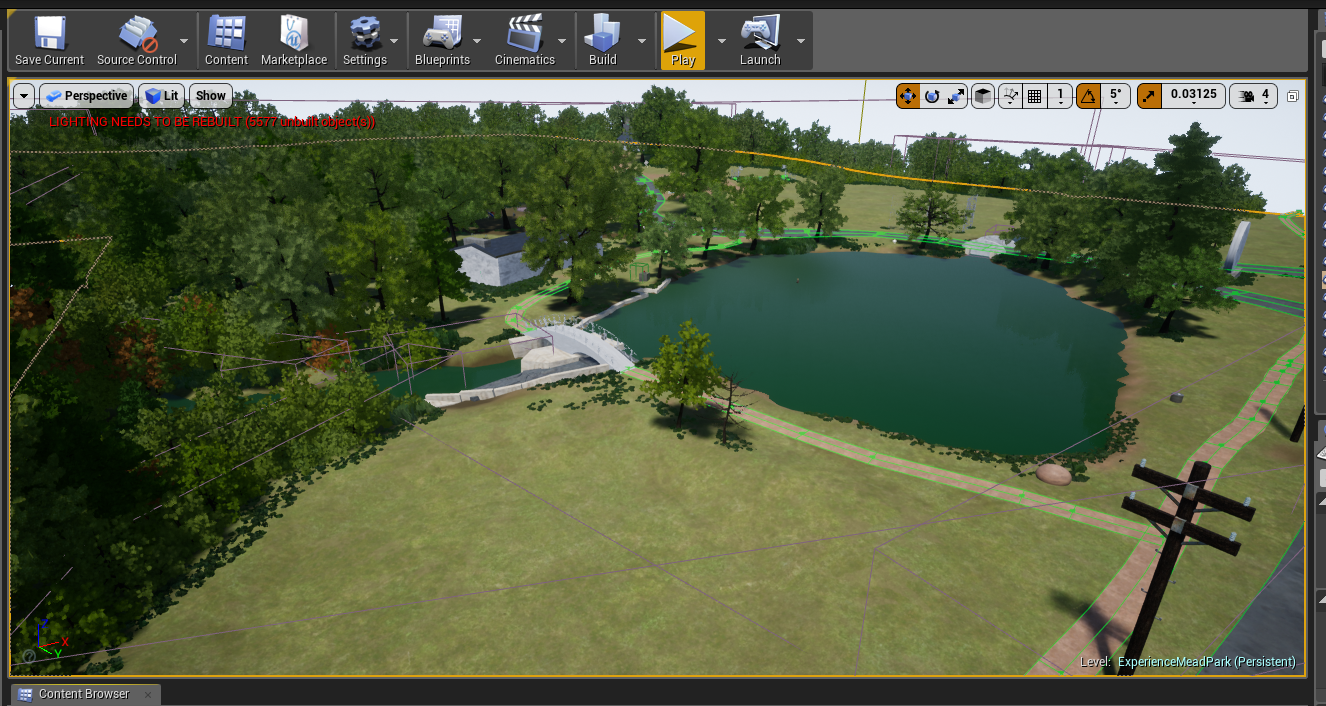 Save Current Source Control Content Marketplace Settings Blueprints Cinematics Build Play Launch
Perspective Lit Show 1 5° 0.03125 4
LIGHTING NEEDS TO BE REBUILT (5577 unbuilt object(s))
Z
X
Y
Level: ExperienceMeadPark (Persistent)
Content Browser